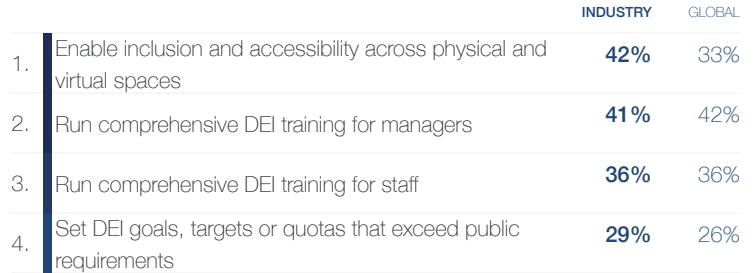 INDUSTRY GLOBAL
1. Enable inclusion and accessibility across physical and
virtual spaces 42% 33%
2. Run comprehensive DEI training for managers 41% 42%
3. Run comprehensive DEI training for staff 36% 36%
4. Set DEI goals, targets or quotas that exceed public
requirements 29% 26%